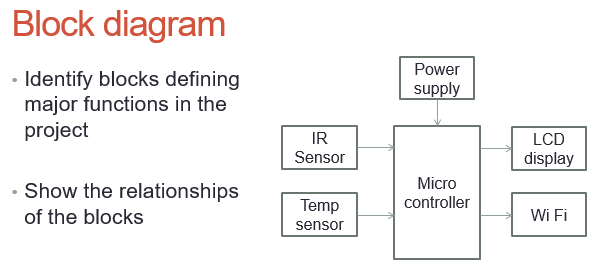 Block diagram
• Identify blocks defining
major functions in the
project
• Show the relationships
of the blocks
Power
supply
IR
Sensor
Temp
sensor
Micro
controller
LCD
display
Wi Fi